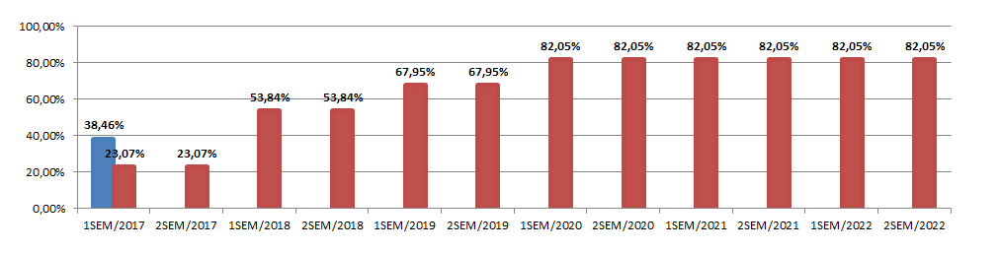 100,00%
80,00%
60,00%
40,00%
20,00%
0,00%
38,46%
23,07%
23,07%
53,84%
53,84%
67,95%
67,95%
82,05%
82,05%
82,05%
82,05%
82,05%
82,05%
1SEM/2017
2SEM/2017
1SEM/2018
2SEM/2018
1SEM/2019
2SEM/2019
1SEM/2020
2SEM/2020
1SEM/2021
2SEM/2021
1SEM/2022
2SEM/2022